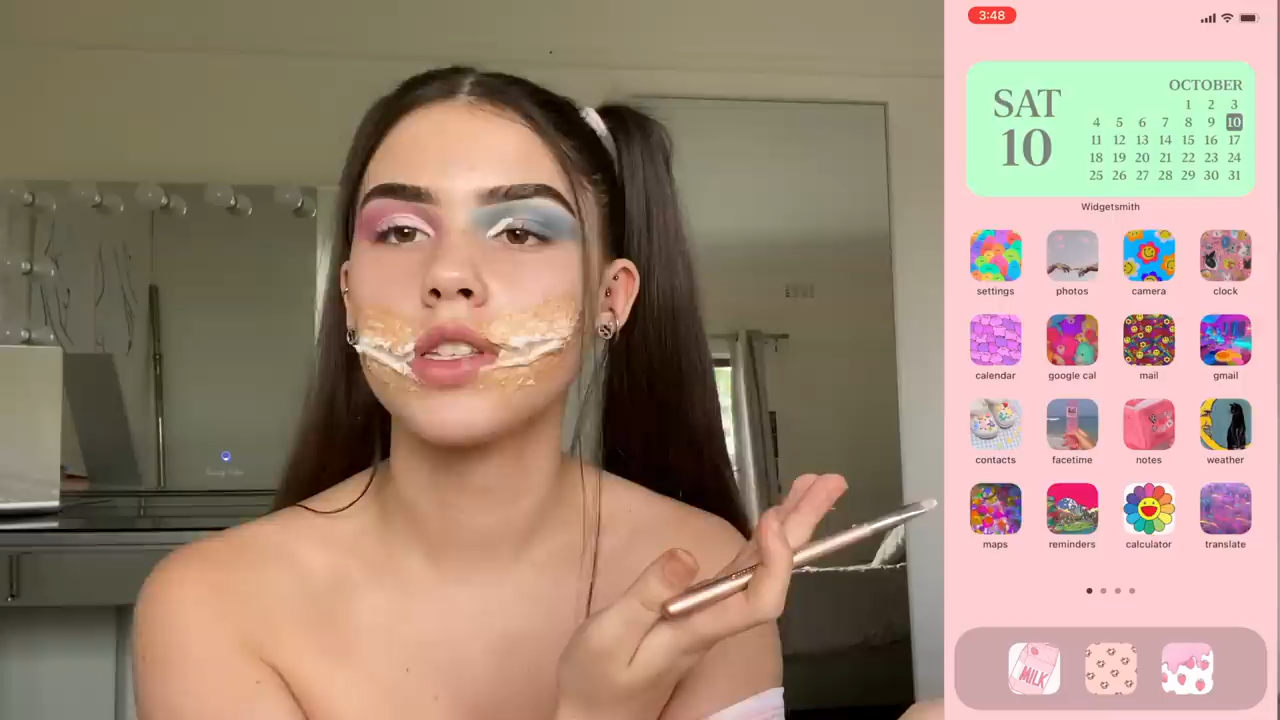 3:48
SAT
10
OCTOBER
1 2 3
4 5 6 7 8 9 10
11 12 13 14 15 16 17
18 19 20 21 22 23 24
25 26 27 28 29 30 31
Widgetsmith
settings photos camera clock
calendar google cal mail gmail
contacts facetime notes weather
maps reminders calculator translate
MILK